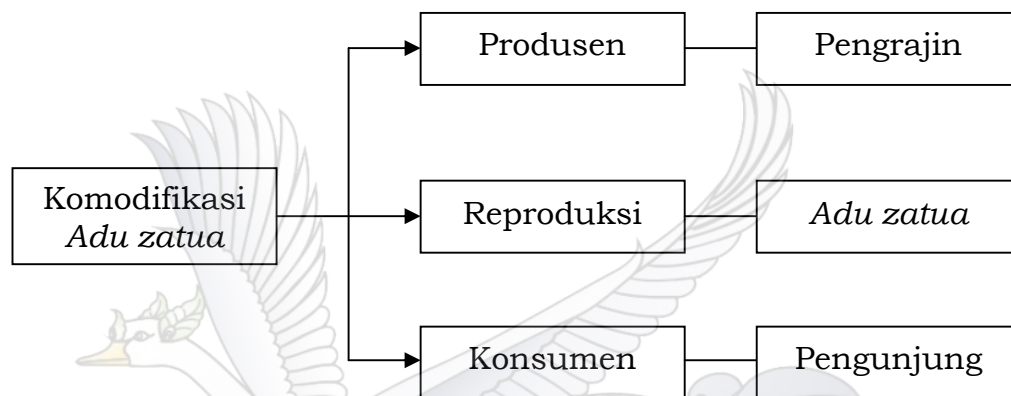 Produsen
Pengrajin
Komodifikasi
Adu zatua
Reproduksi
Adu zatua
Konsumen
Pengunjung